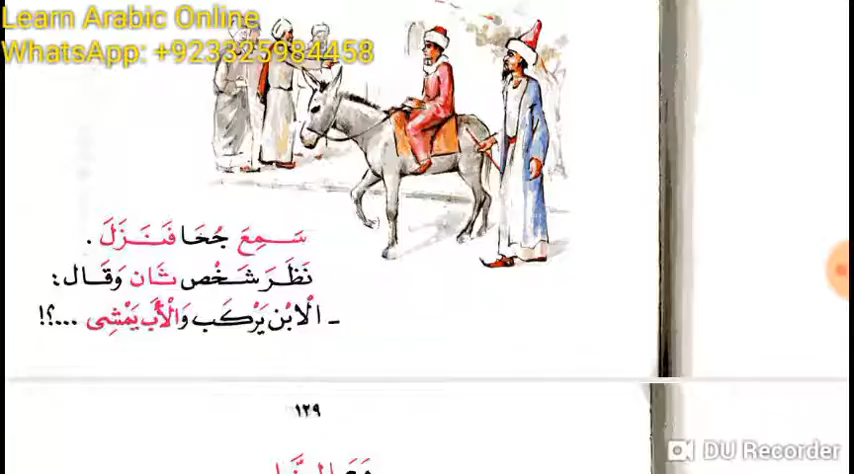 Learn Arabic Online
WhatsApp: +923325984458
سَمِعَ جُحَا فَنَزَلَ .
نَظَرَ شَخْص ثَان وَقَال :
- الْابْن يَرْكَب وَالْأَب يَمْشِى ...؟!
١٢٩
DU Recorder